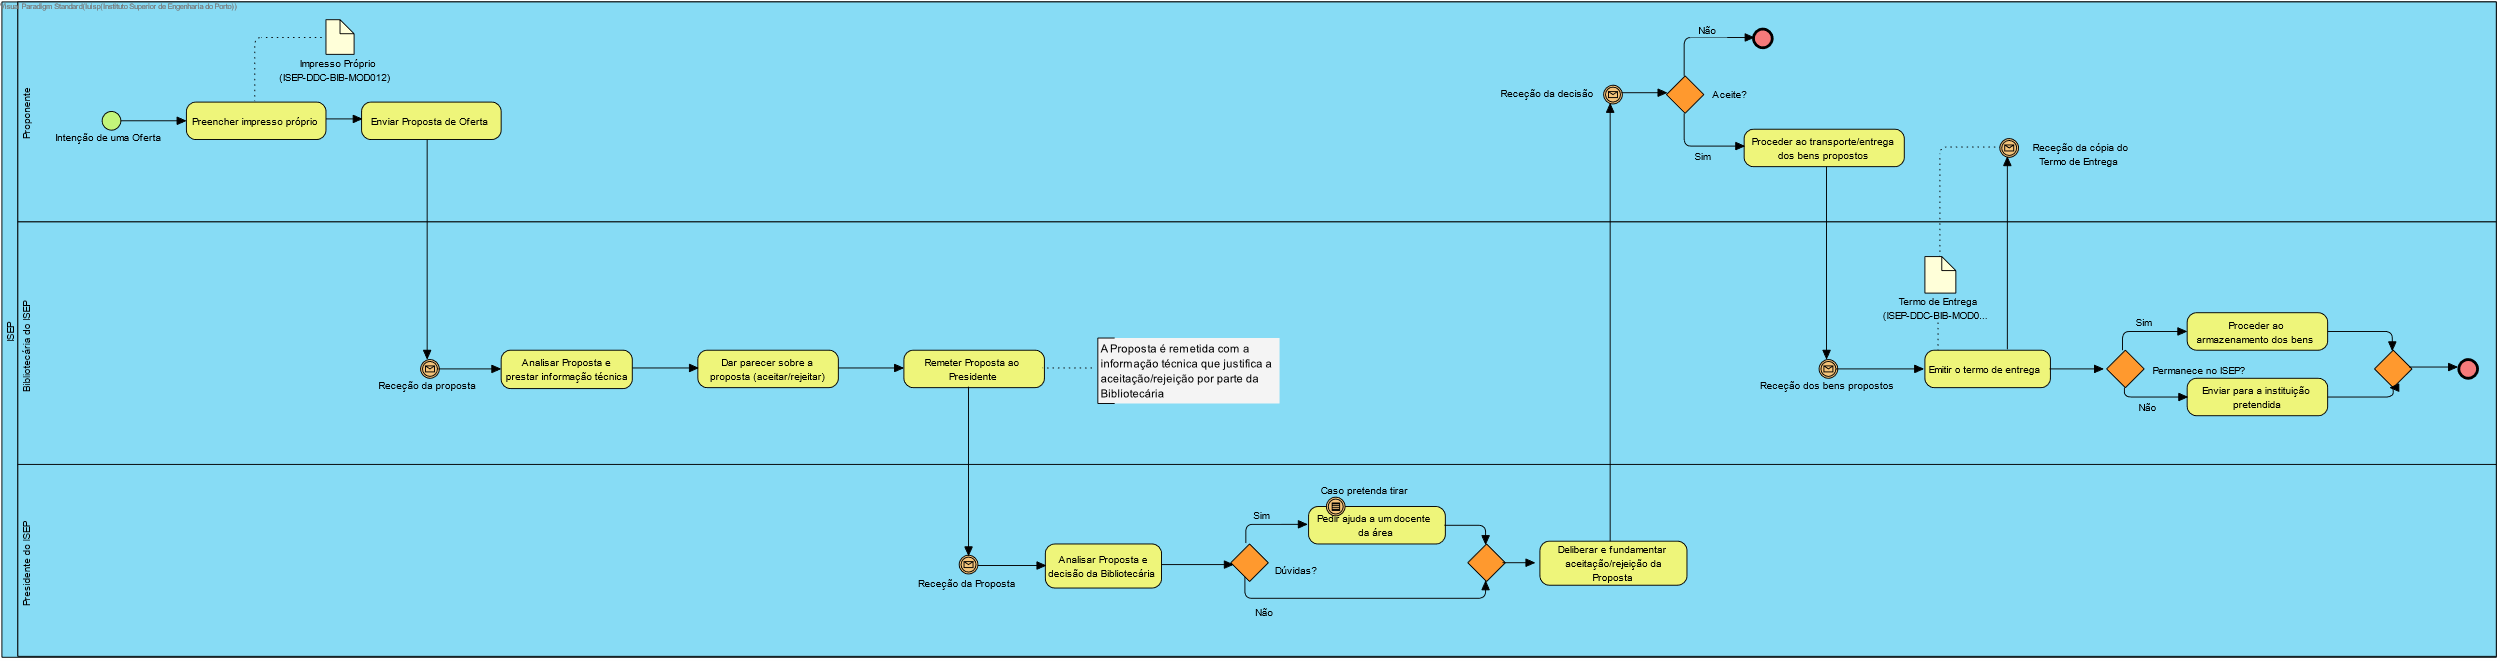 Visual Paradigm Standard(luisp(Instituto Superior de Engenharia do Porto))
ISEP
Proponente
Intenção de uma Oferta
Preencher impresso próprio
Impresso Próprio
(ISEP-DDC-BIB-MOD012)
Enviar Proposta de Oferta
Receção da decisão
Aceite?
Não
Sim
Proceder ao transporte/entrega
dos bens propostos
Receção da cópia do
Termo de Entrega
Bibliotecária do ISEP
Receção da proposta
Analisar Proposta e
prestar informação técnica
Dar parecer sobre a
proposta (aceitar/rejeitar)
Remeter Proposta ao
Presidente
A Proposta é remetida com a
informação técnica que justifica a
aceitação/rejeição por parte da
Bibliotecária
Receção dos bens propostos
Termo de Entrega
(ISEP-DDC-BIB-MOD0...
Emitir o termo de entrega
Permanece no ISEP?
Sim
Proceder ao
armazenamento dos bens
Não
Enviar para a instituição
pretendida
Presidente do ISEP
Receção da Proposta
Analisar Proposta e
decisão da Bibliotecária
Dúvidas?
Sim
Caso pretenda tirar
Pedir ajuda a um docente
da área
Não
Deliberar e fundamentar
aceitação/rejeição da
Proposta